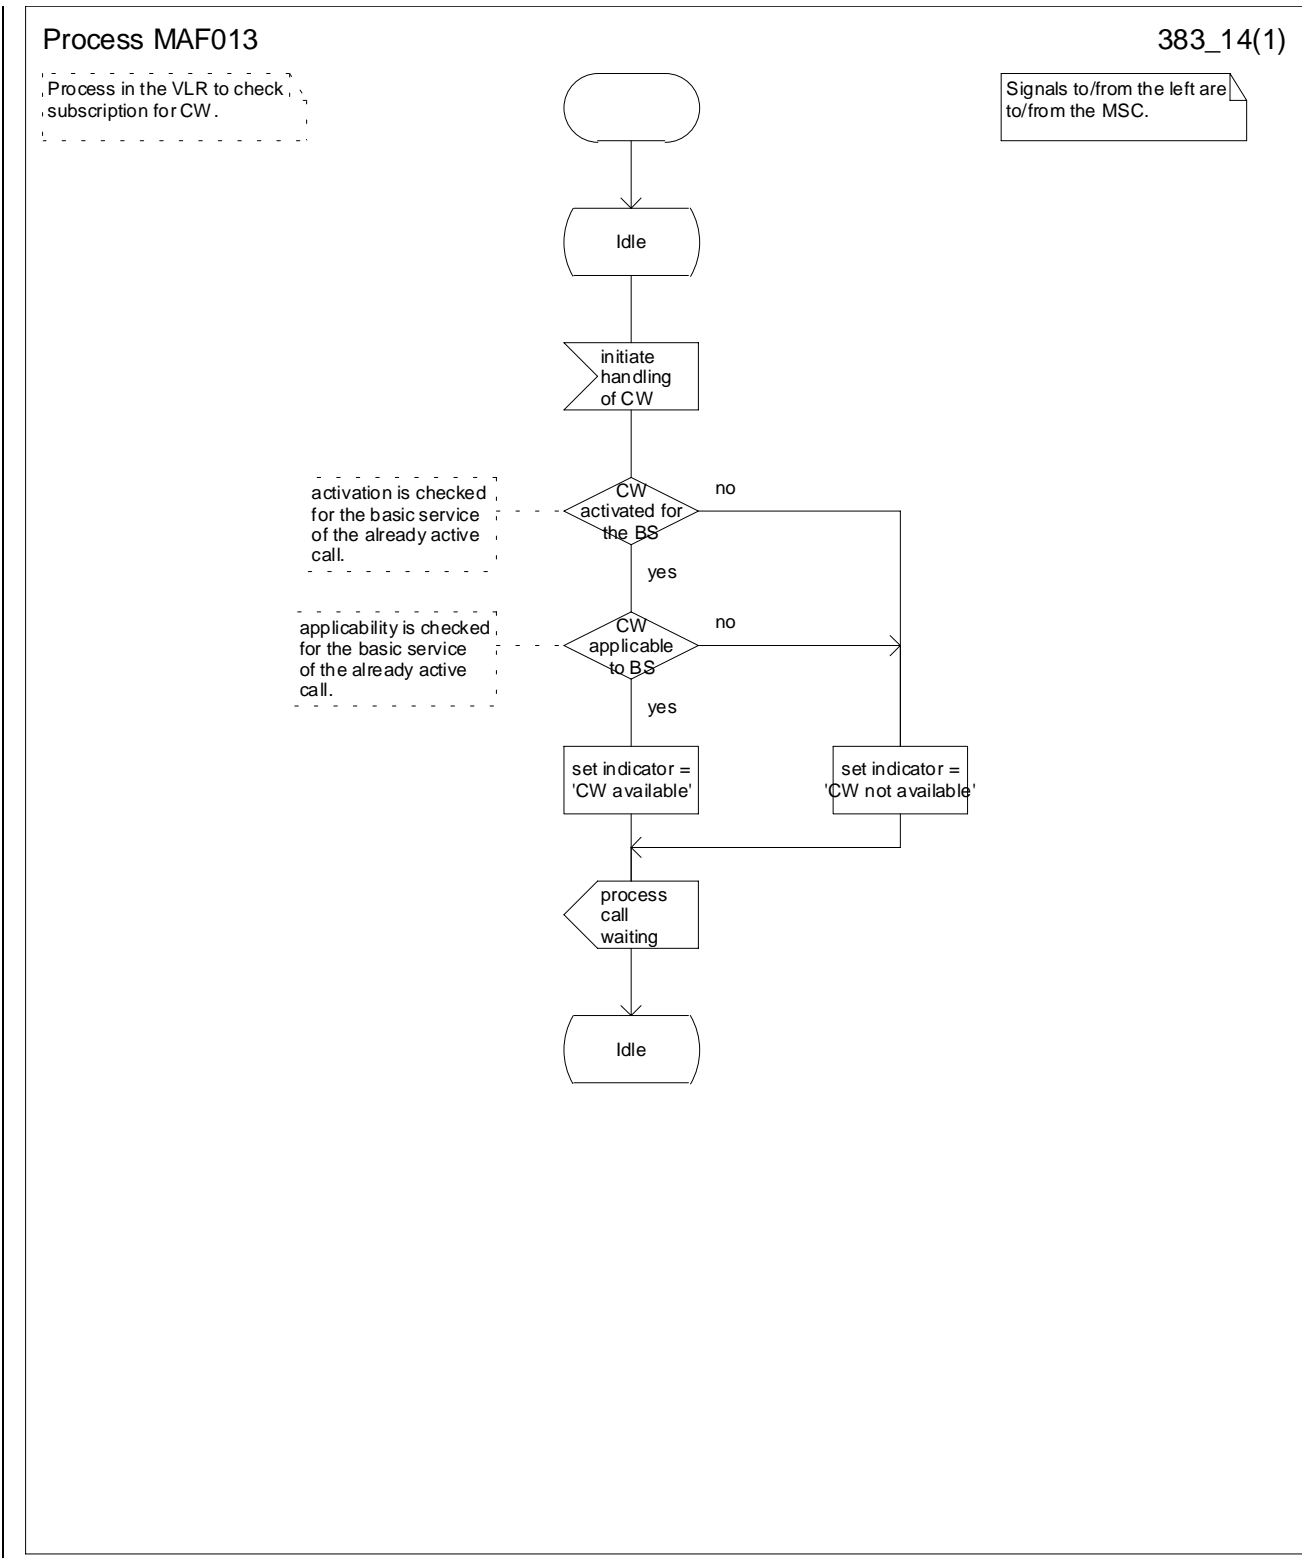 Process MAF013
383_14(1)
Process in the VLR to check
subscription for CW.
Signals to/from the left are
to/from the MSC.
Idle
initiate
handling
of CW
activation is checked
for the basic service
of the already active
call.
CW
activated for
the BS
no
yes
applicability is checked
for the basic service
of the already active
call.
CW
applicable
to BS
no
yes
set indicator =
'CW available'
set indicator =
'CW not available'
process
call
waiting
Idle